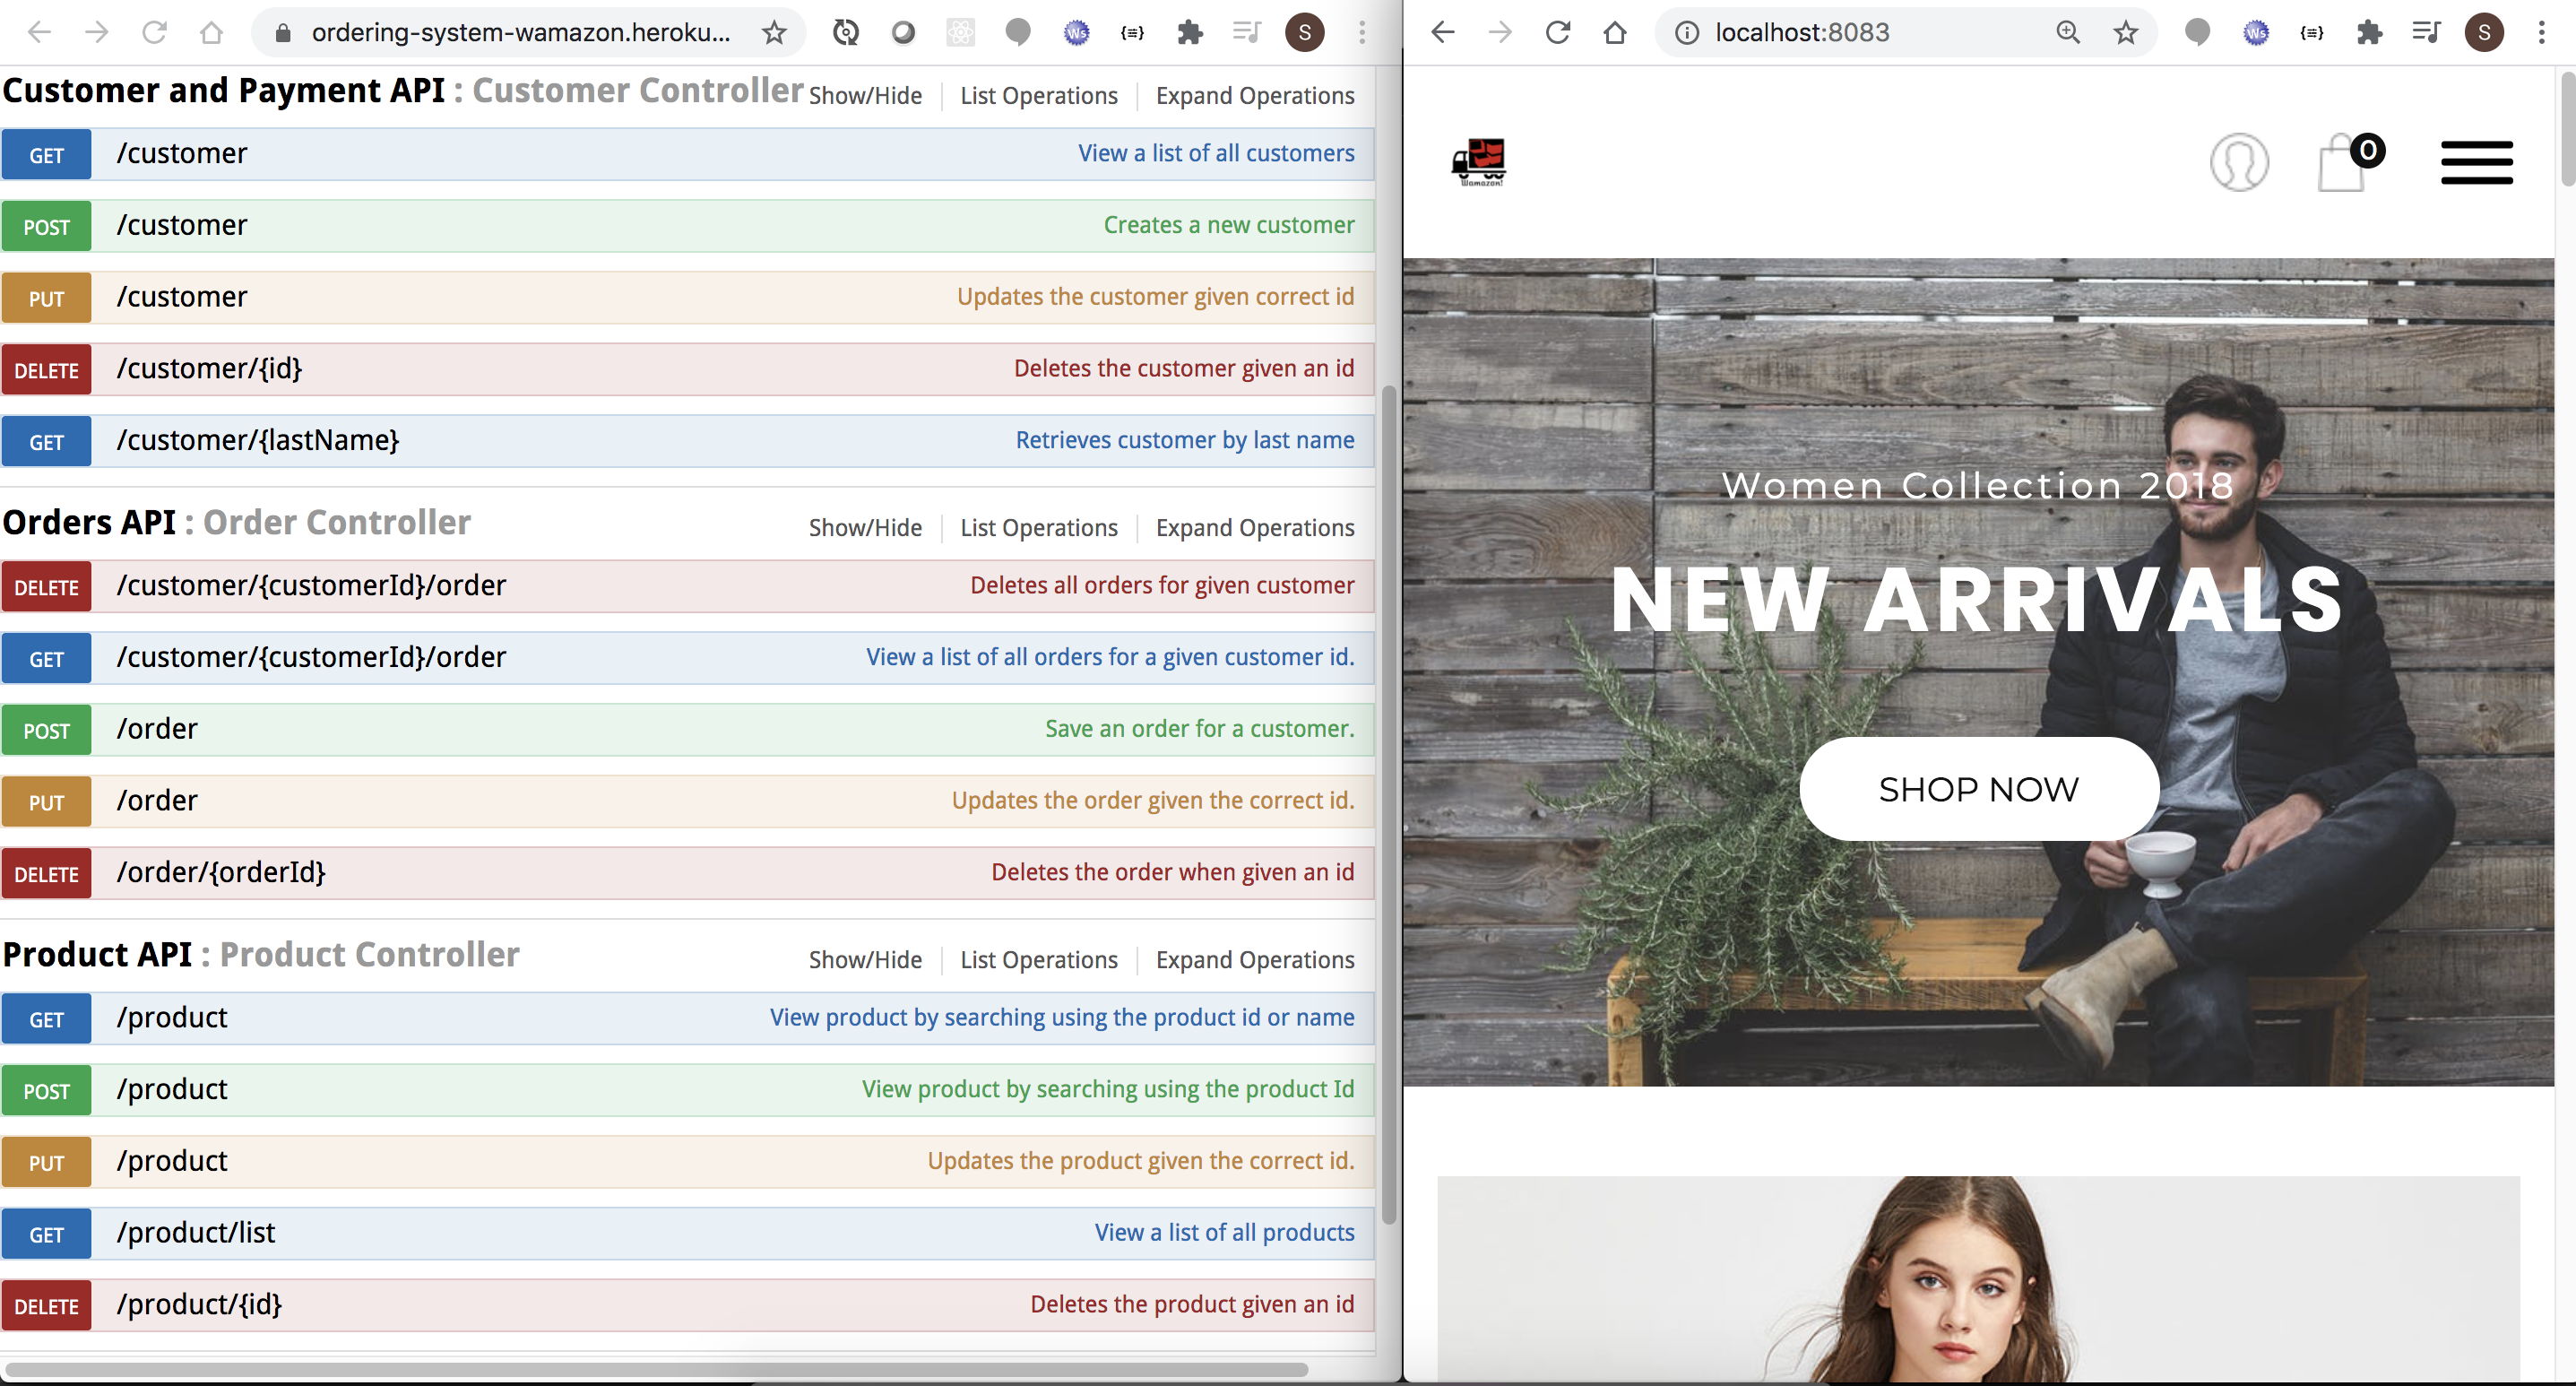 ordering-system-wamazon.heroku...
S
Customer and Payment API : Customer Controller Show/Hide List Operations Expand Operations
GET /customer View a list of all customers
POST /customer Creates a new customer
PUT /customer Updates the customer given correct id
DELETE /customer/{id} Deletes the customer given an id
GET /customer/{lastName} Retrieves customer by last name
Orders API : Order Controller Show/Hide List Operations Expand Operations
DELETE /customer/{customerId}/order Deletes all orders for given customer
GET /customer/{customerId}/order View a list of all orders for a given customer id.
POST /order Save an order for a customer.
PUT /order Updates the order given the correct id.
DELETE /order/{orderId} Deletes the order when given an id
Product API : Product Controller Show/Hide List Operations Expand Operations
GET /product View product by searching using the product id or name
POST /product View product by searching using the product Id
PUT /product Updates the product given the correct id.
GET /product/list View a list of all products
DELETE /product/{id} Deletes the product given an id
localhost:8083
S
Wamazon!
0
Women Collection 2018
NEW ARRIVALS
SHOP NOW